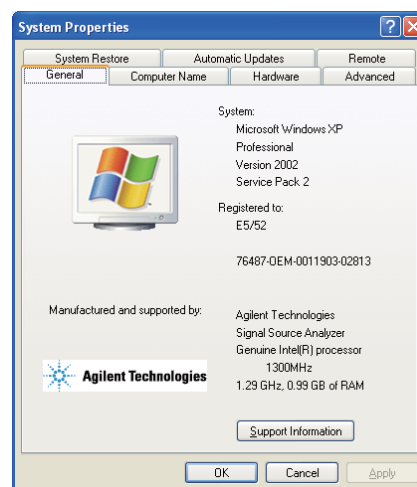 System Properties
System Restore Automatic Updates Remote
General Computer Name Hardware Advanced
System:
Microsoft Windows XP
Professional
Version 2002
Service Pack 2
Registered to:
E5/52
76487-OEM-0011903-02813
Manufactured and supported by:
Agilent Technologies
Agilent Technologies
Signal Source Analyzer
Genuine Intel(R) processor
1300MHz
1.29 GHz, 0.99 GB of RAM
Support Information
OK Cancel Apply